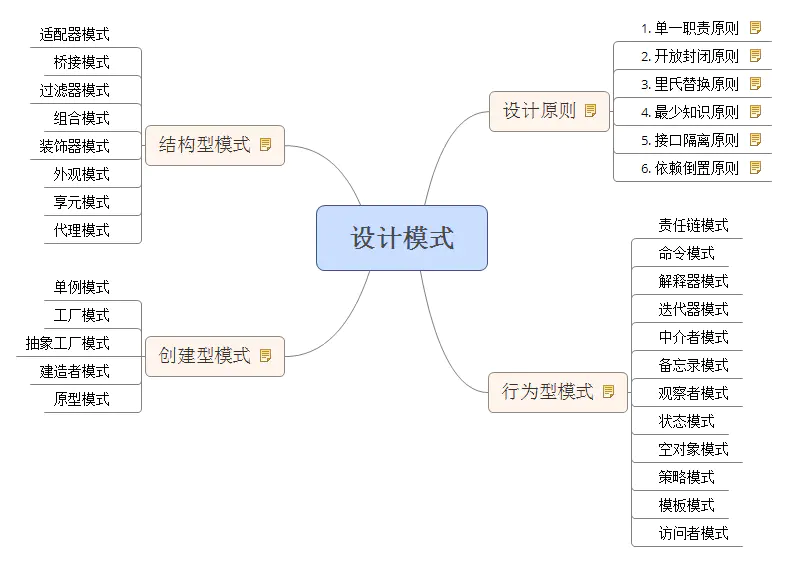 设计模式
设计原则
1. 单一职责原则
2. 开放封闭原则
3. 里氏替换原则
4. 最少知识原则
5. 接口隔离原则
6. 依赖倒置原则
行为型模式
责任链模式
命令模式
解释器模式
迭代器模式
中介者模式
备忘录模式
观察者模式
状态模式
空对象模式
策略模式
模板模式
访问者模式
结构型模式
适配器模式
桥接模式
过滤器模式
组合模式
装饰器模式
外观模式
享元模式
代理模式
创建型模式
单例模式
工厂模式
抽象工厂模式
建造者模式
原型模式